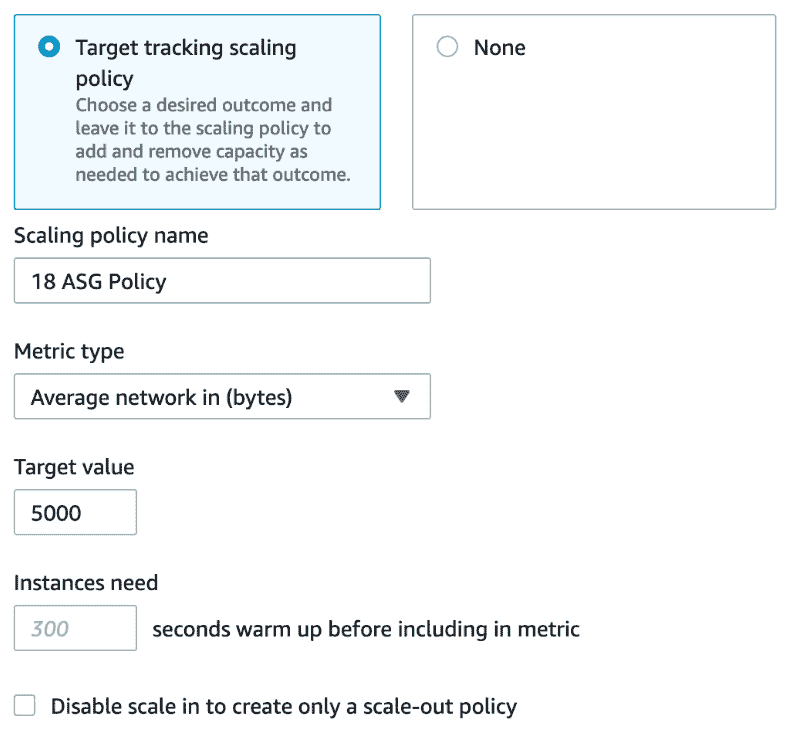 Target tracking scaling
policy
Choose a desired outcome and
leave it to the scaling policy to
add and remove capacity as
needed to achieve that outcome.
None
Scaling policy name
18 ASG Policy
Metric type
Average network in (bytes)
Target value
5000
Instances need
300 seconds warm up before including in metric
Disable scale in to create only a scale-out policy